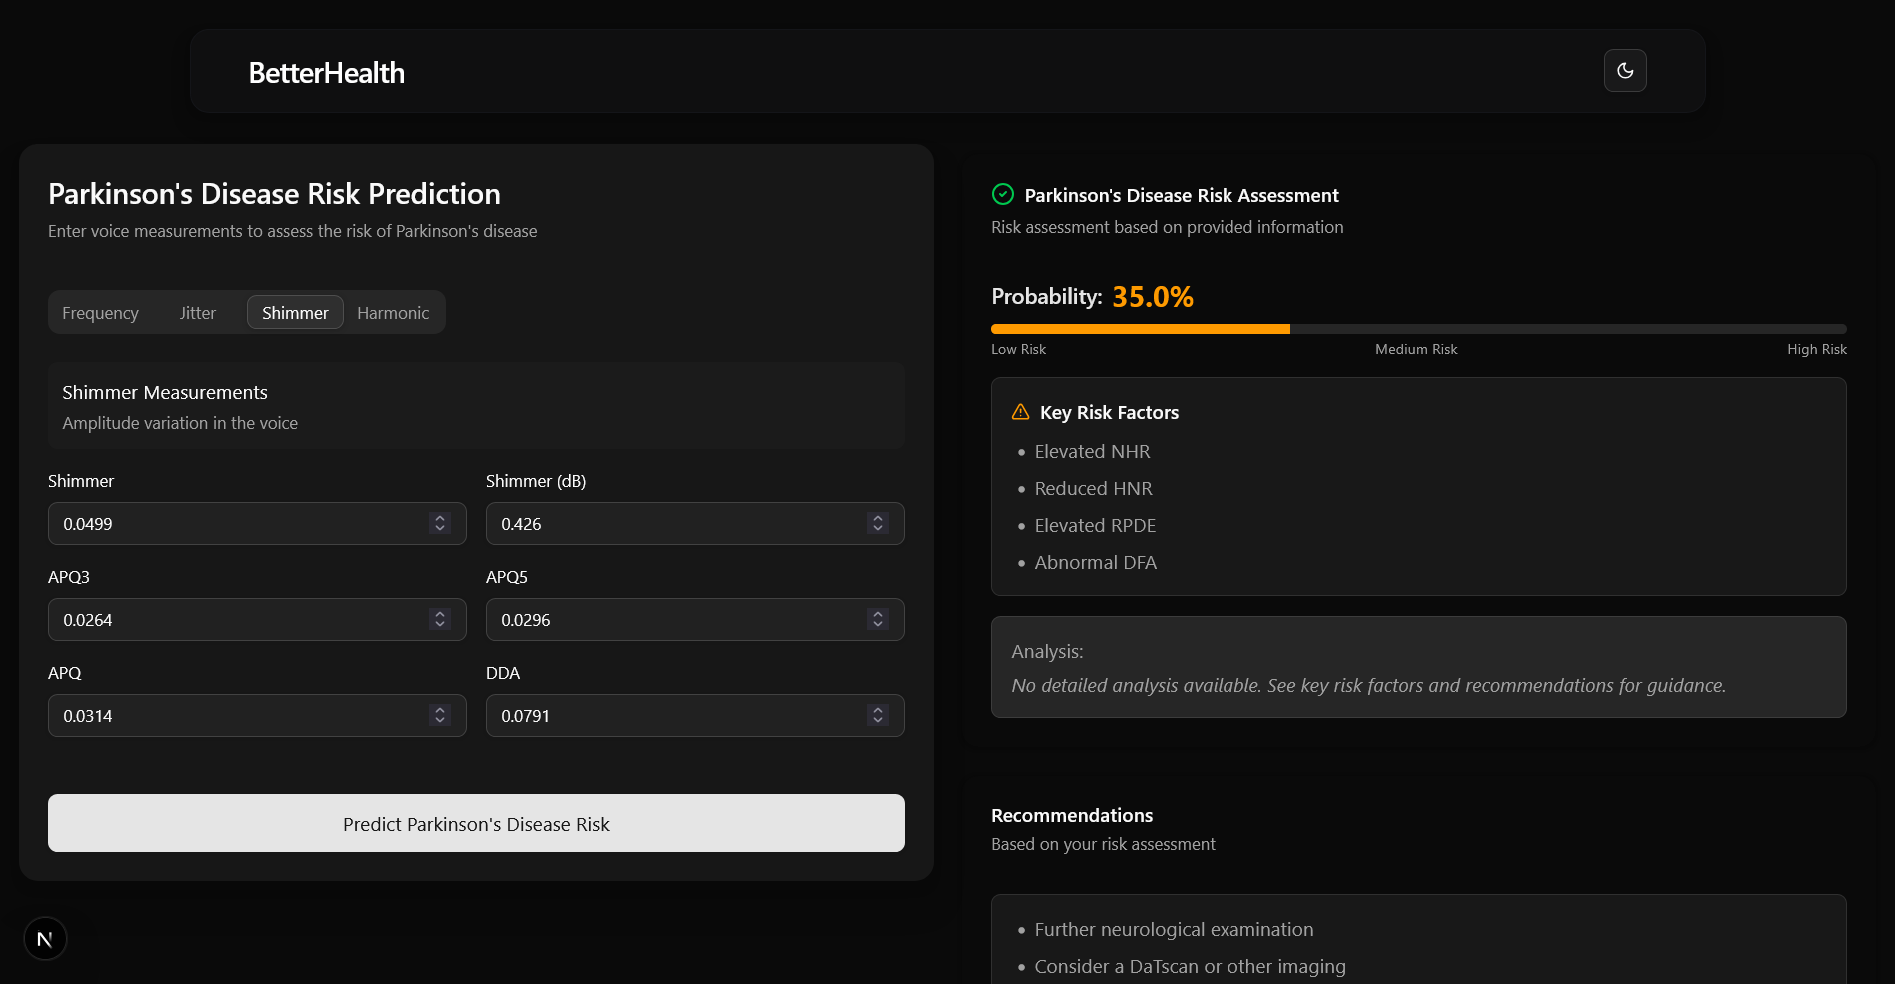 BetterHealth
Parkinson's Disease Risk Prediction
Enter voice measurements to assess the risk of Parkinson's disease
Frequency Jitter Shimmer Harmonic
Shimmer Measurements
Amplitude variation in the voice
Shimmer Shimmer (dB)
0.0499 0.426
APQ3 APQ5
0.0264 0.0296
APQ DDA
0.0314 0.0791
Predict Parkinson's Disease Risk
N
Parkinson's Disease Risk Assessment
Risk assessment based on provided information
Probability: 35.0%
Low Risk Medium Risk High Risk
Key Risk Factors
• Elevated NHR
• Reduced HNR
• Elevated RPDE
• Abnormal DFA
Analysis:
No detailed analysis available. See key risk factors and recommendations for guidance.
Recommendations
Based on your risk assessment
• Further neurological examination
• Consider a DaTscan or other imaging